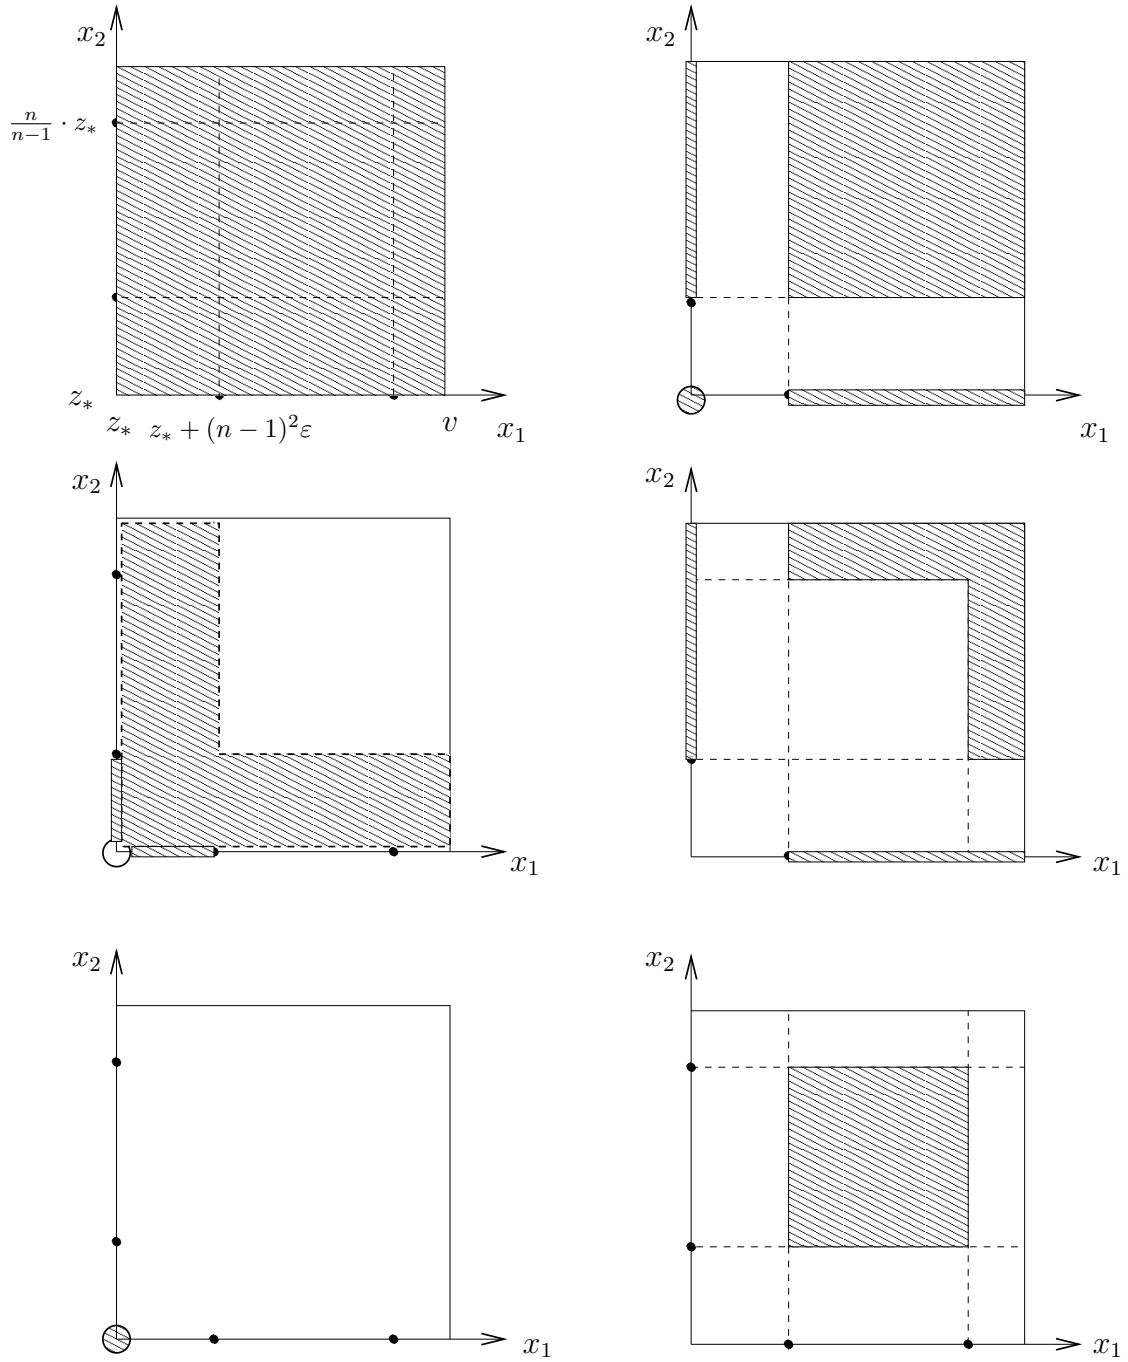 x₂
x₂
n/(n−1) · z∗
z∗
z∗ z∗ + (n − 1)²ε v x₁
x₁
x₂
x₂
x₁
x₁
x₂
x₂
x₁
x₁